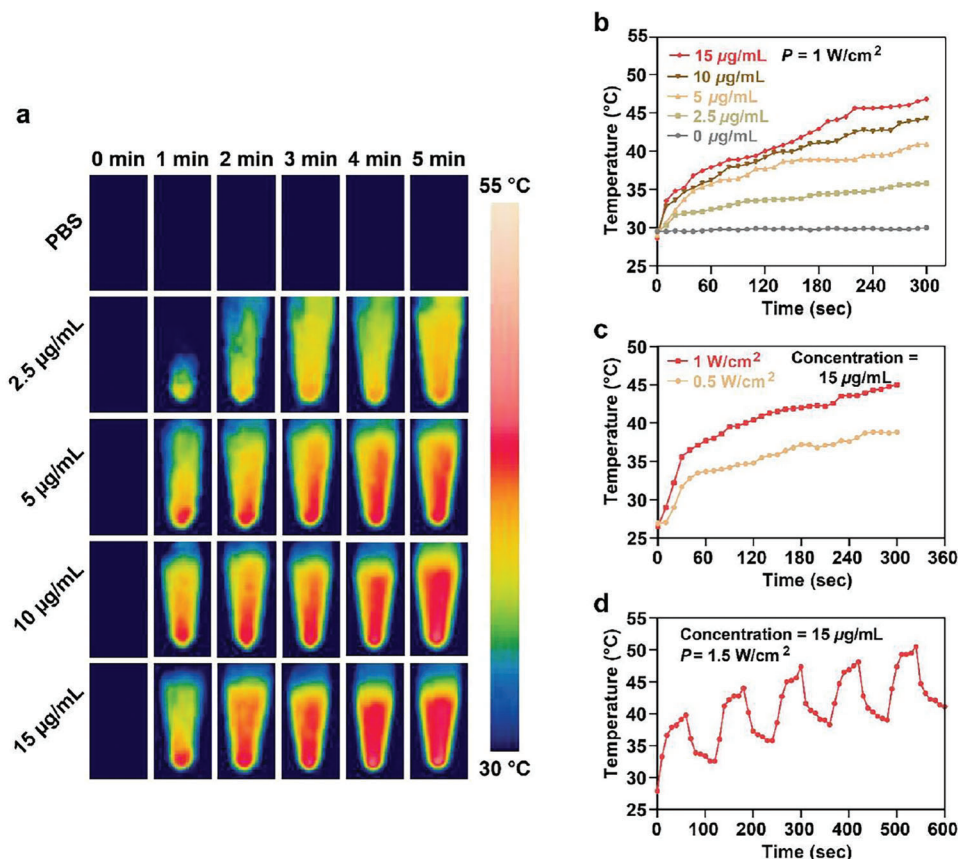 a
0 min 1 min 2 min 3 min 4 min 5 min
PBS
2.5 µg/mL
5 µg/mL
10 µg/mL
15 µg/mL
55 °C
30 °C
b
Temperature (°C)
55
50
45
40
35
30
25
15 µg/mL
10 µg/mL
5 µg/mL
2.5 µg/mL
0 µg/mL
P = 1 W/cm²
0 60 120 180 240 300
Time (sec)
c
Temperature (°C)
50
45
40
35
30
25
1 W/cm²
0.5 W/cm²
Concentration =
15 µg/mL
0 60 120 180 240 300 360
Time (sec)
d
Temperature (°C)
55
50
45
40
35
30
25
Concentration = 15 µg/mL
P = 1.5 W/cm²
0 100 200 300 400 500 600
Time (sec)